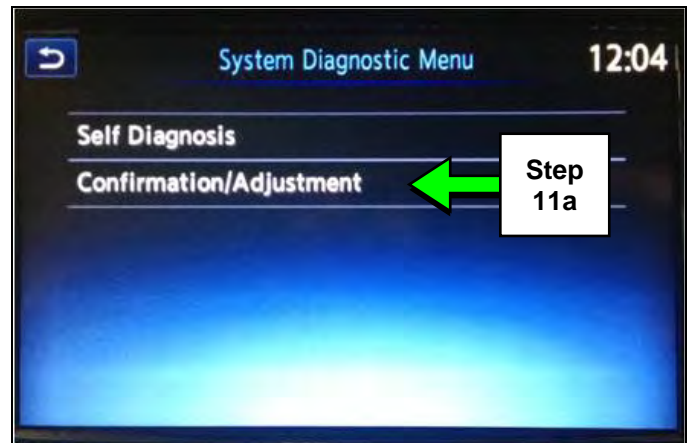 System Diagnostic Menu 12:04
Self Diagnosis
Confirmation/Adjustment
Step
11a